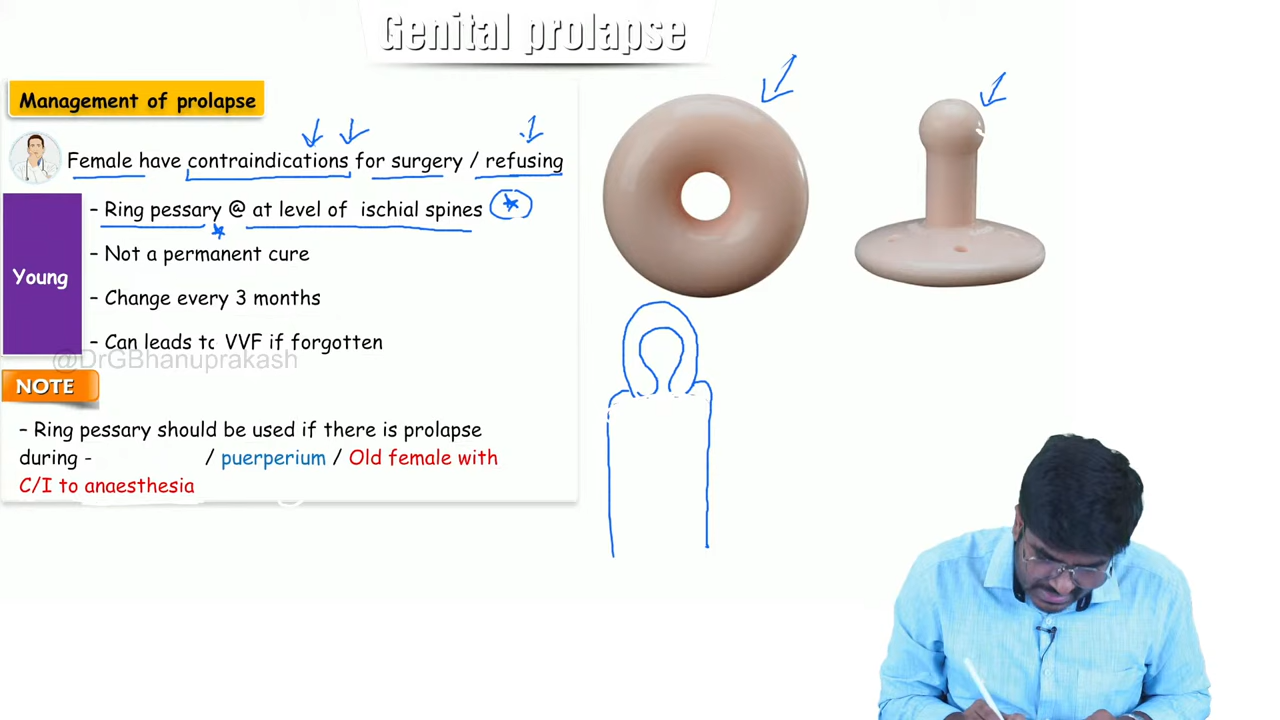 Genital prolapse
Management of prolapse
Female have contraindications for surgery / refusing
Young
- Ring pessary @ at level of ischial spines
- Not a permanent cure
- Change every 3 months
- Can leads to VVF if forgotten
@DrGBhanuprakash
NOTE
- Ring pessary should be used if there is prolapse
during - / puerperium / Old female with
C/I to anaesthesia